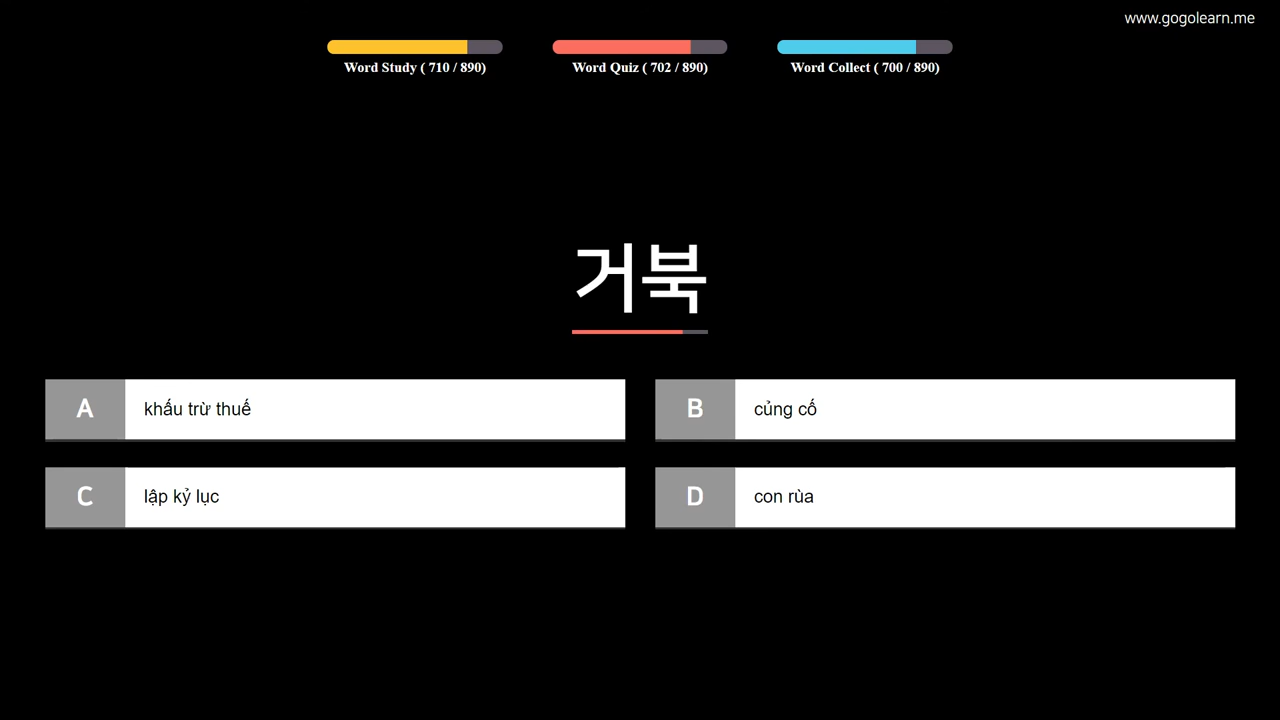 www.gogolearn.me
Word Study ( 710 / 890)
Word Quiz ( 702 / 890)
Word Collect ( 700 / 890)
거북
A khấu trừ thuế
B củng cố
C lập kỷ lục
D con rùa